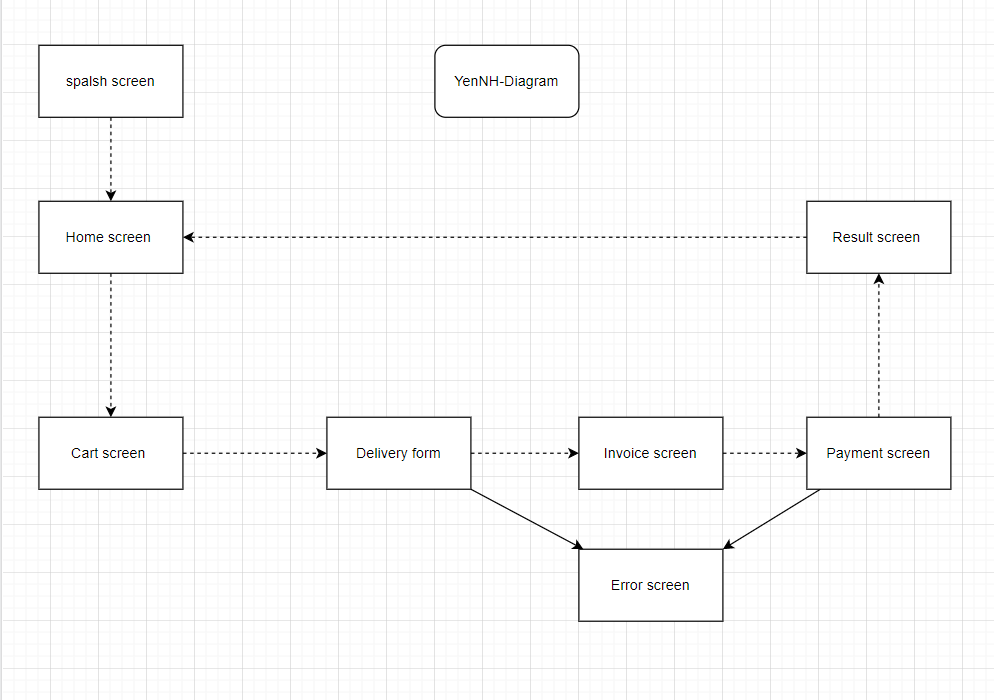 spalsh screen
YenNH-Diagram
Home screen
Result screen
Cart screen
Delivery form
Invoice screen
Payment screen
Error screen